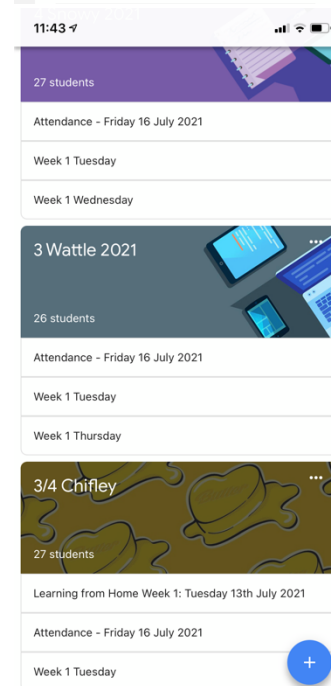 11:43
27 students
Attendance - Friday 16 July 2021
Week 1 Tuesday
Week 1 Wednesday
3 Wattle 2021
26 students
Attendance - Friday 16 July 2021
Week 1 Tuesday
Week 1 Thursday
3/4 Chifley
27 students
Learning from Home Week 1: Tuesday 13th July 2021
Attendance - Friday 16 July 2021
Week 1 Tuesday